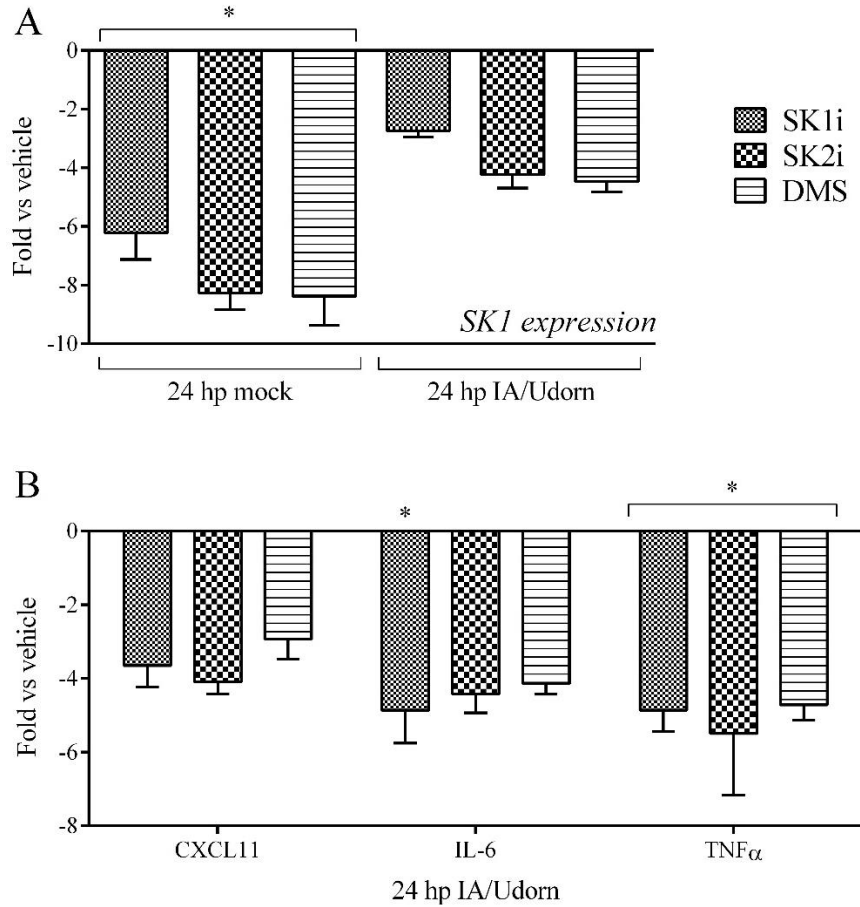 A
*
0
-2
-4
-6
-8
-10
Fold vs vehicle
SK1i
SK2i
DMS
SK1 expression
24 hp mock
24 hp IA/Udorn
B
*
*
0
-2
-4
-6
-8
Fold vs vehicle
CXCL11
IL-6
TNFα
24 hp IA/Udorn